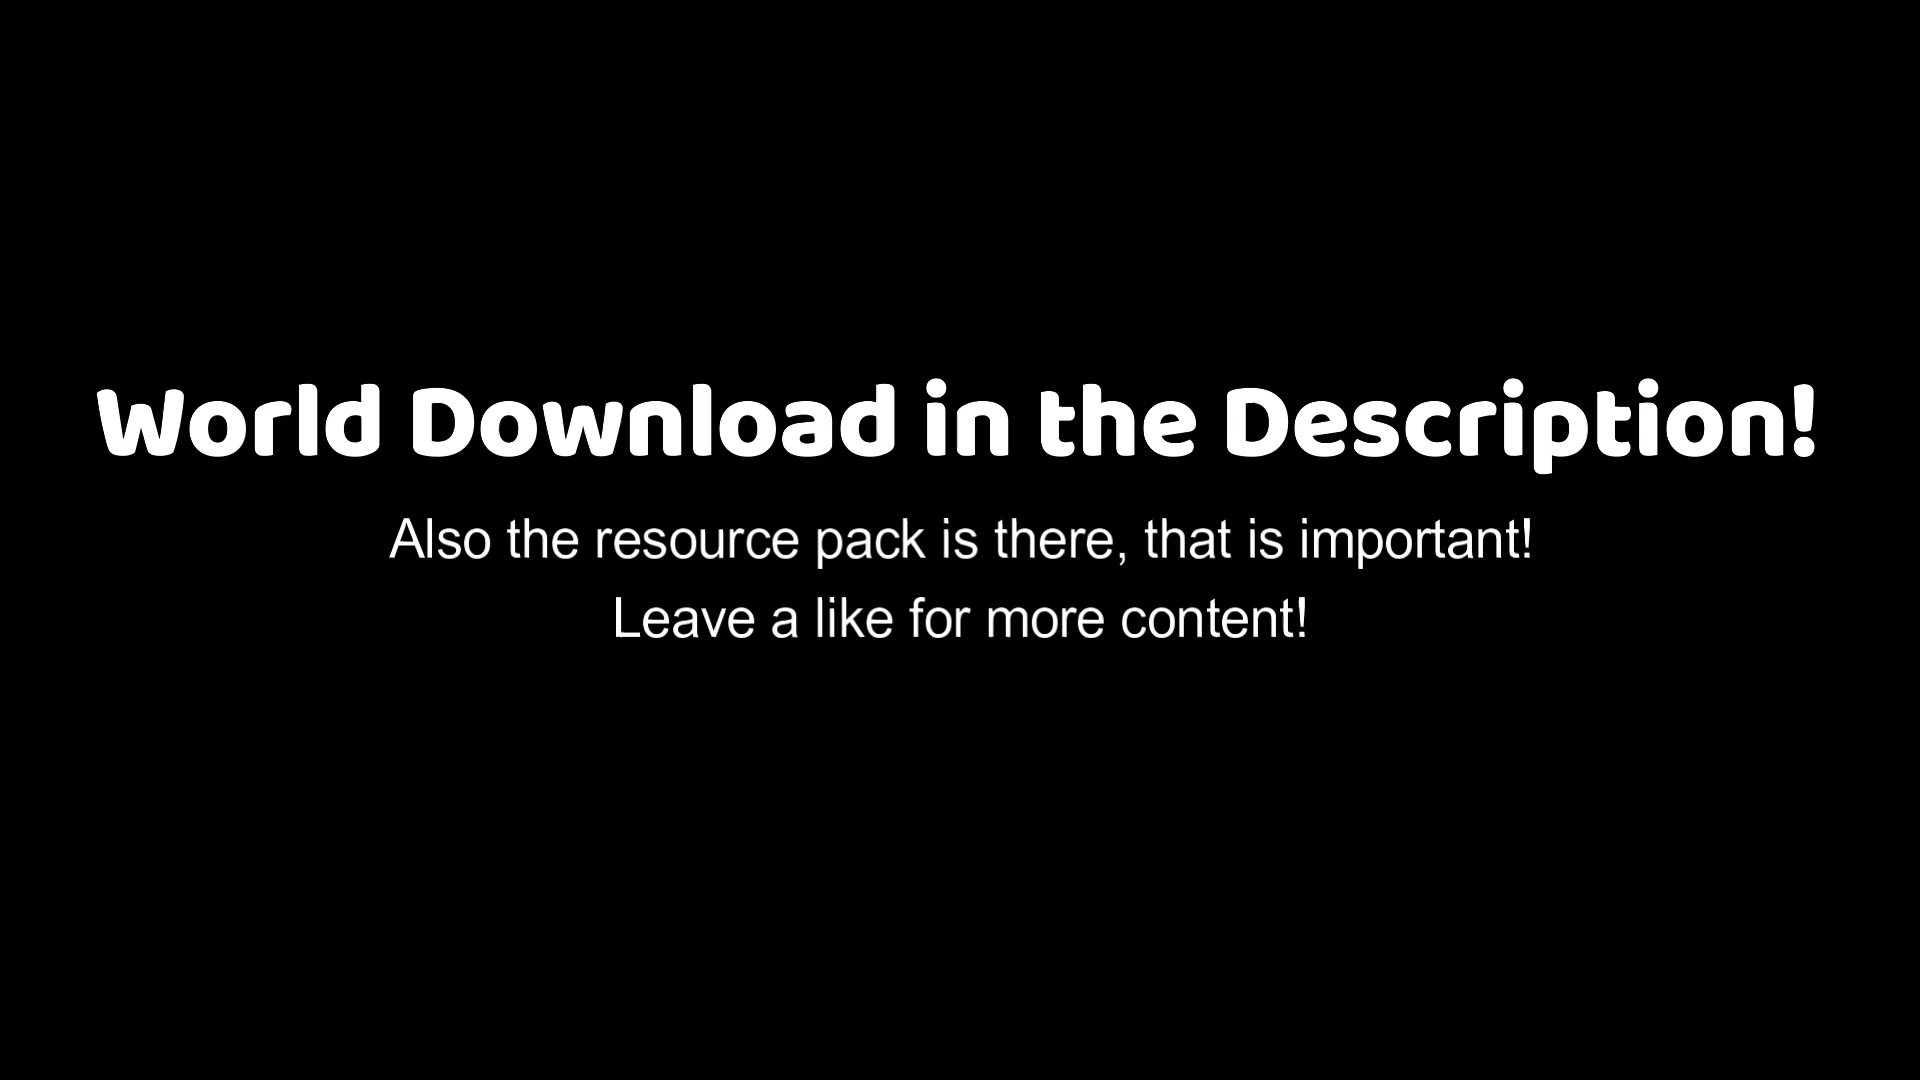 World Download in the Description!
Also the resource pack is there, that is important!
Leave a like for more content!